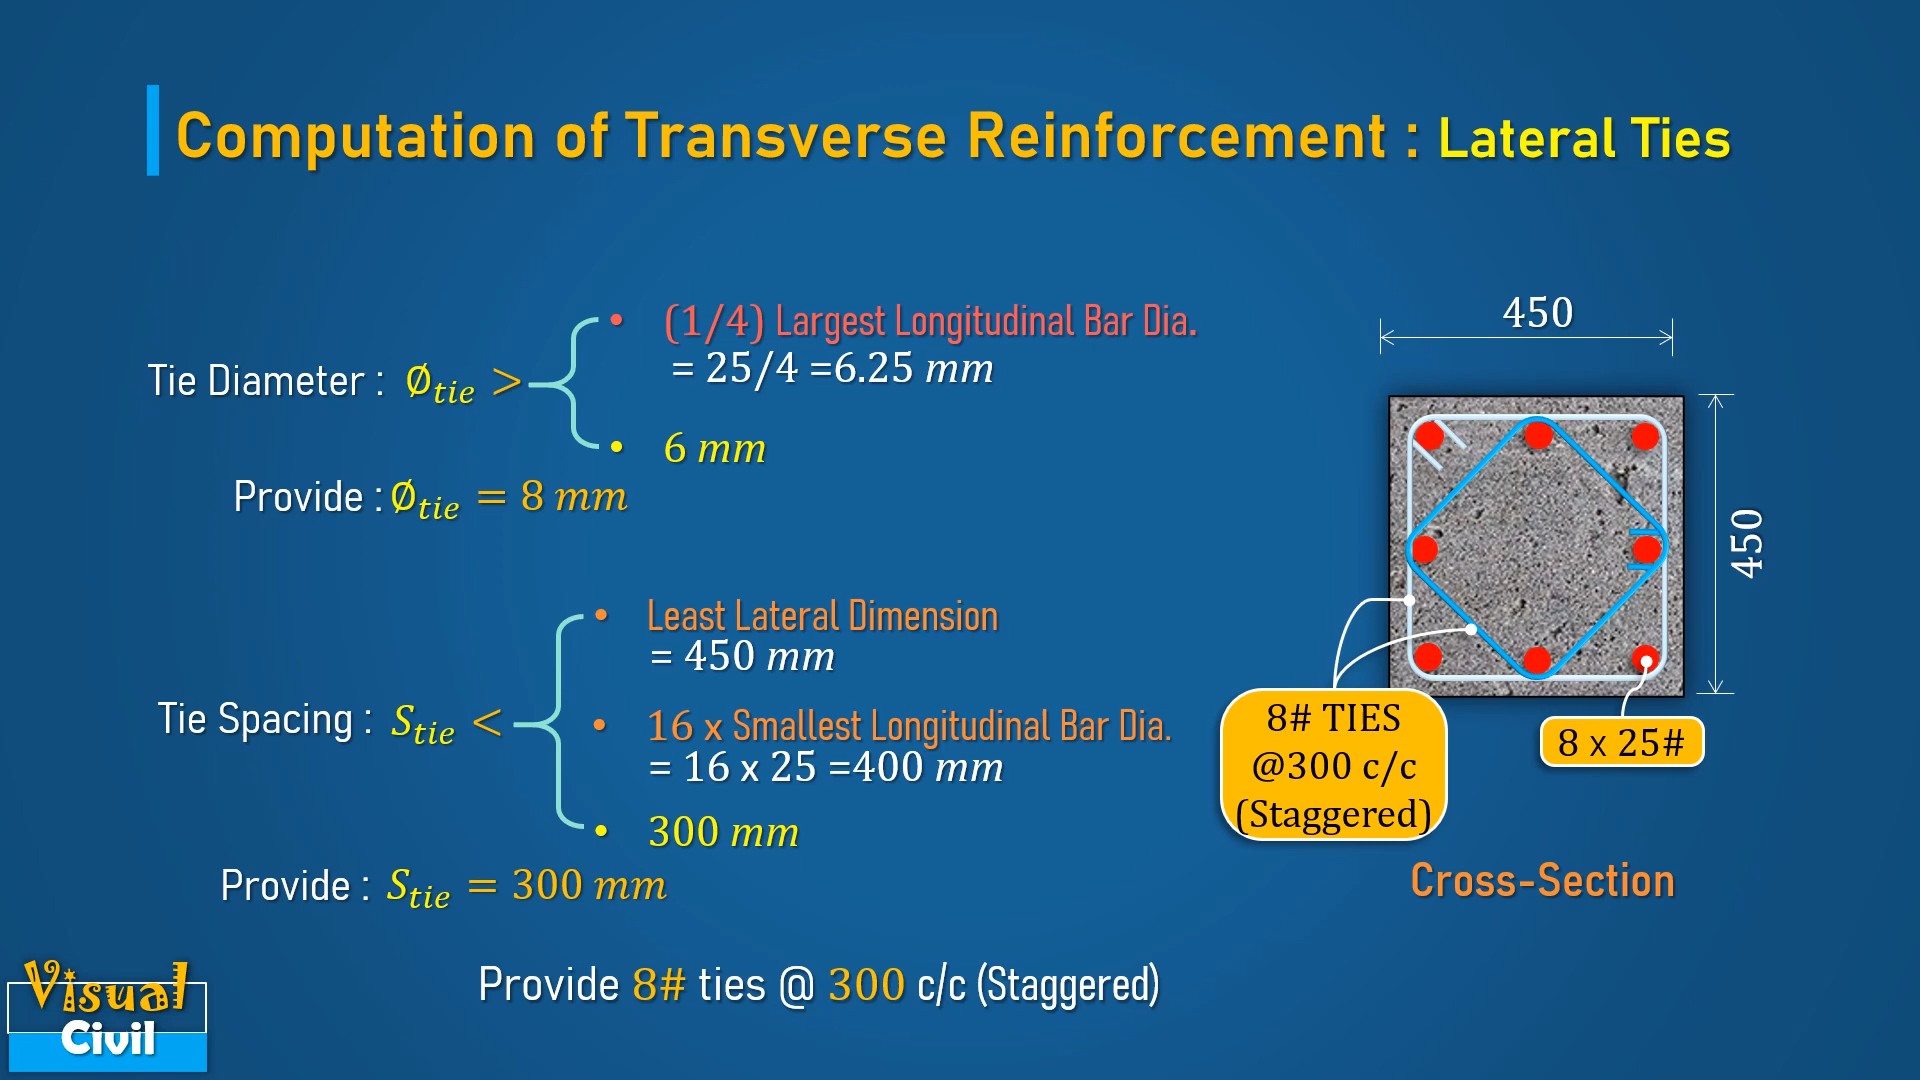 Computation of Transverse Reinforcement : Lateral Ties
Tie Diameter : Ø_tie >
• (1/4) Largest Longitudinal Bar Dia.
= 25/4 =6.25 mm
• 6 mm
Provide : Ø_tie = 8 mm
Tie Spacing : S_tie <
• Least Lateral Dimension
= 450 mm
• 16 x Smallest Longitudinal Bar Dia.
= 16 x 25 =400 mm
• 300 mm
Provide : S_tie = 300 mm
Provide 8# ties @ 300 c/c (Staggered)
450
450
8# TIES
@300 c/c
(Staggered)
8 x 25#
Cross-Section
Visual
Civil